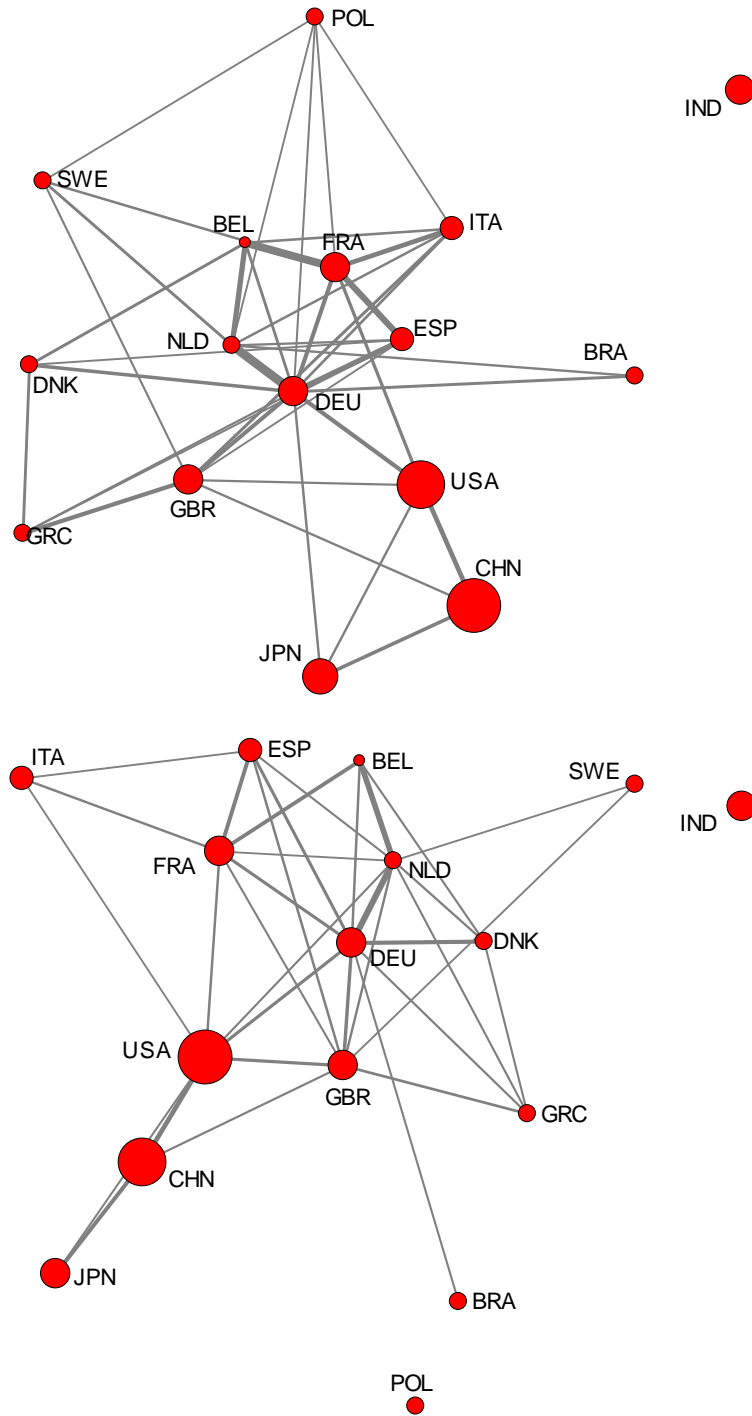 POL
IND
SWE
ITA
BEL
FRA
ESP
NLD
BRA
DNK
DEU
USA
GBR
GRC
CHN
JPN
ITA
ESP
BEL
SWE
IND
FRA
NLD
DNK
DEU
USA
GBR
GRC
CHN
JPN
BRA
POL